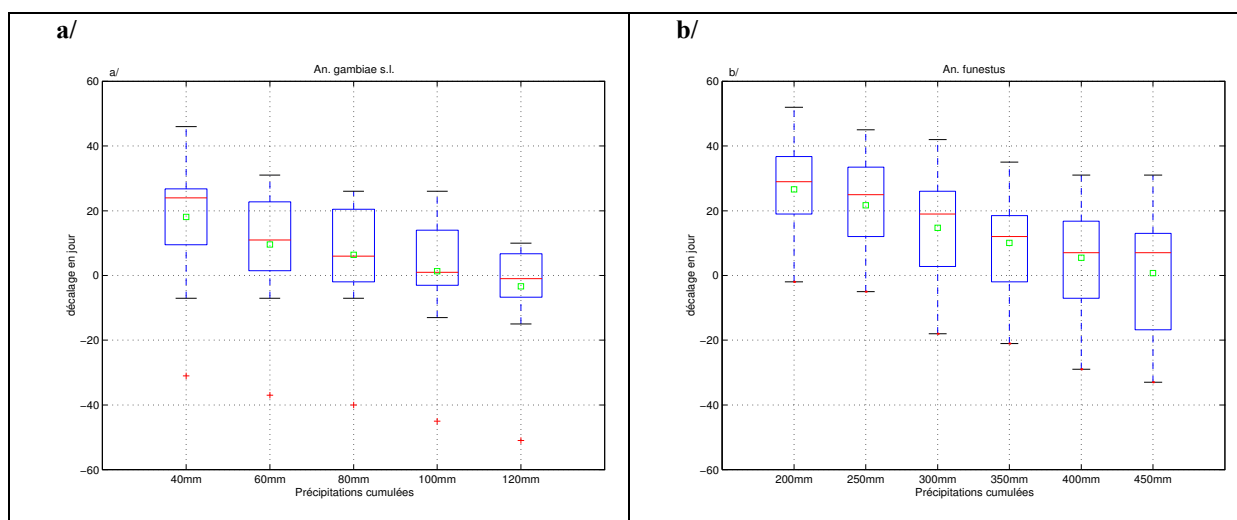 a/
a/
An. gambiae s.l.
60
40
20
0
−20
−40
−60
décalage en jour
40mm 60mm 80mm 100mm 120mm
Précipitations cumulées
b/
b/
An. funestus
60
40
20
0
−20
−40
−60
décalage en jour
200mm 250mm 300mm 350mm 400mm 450mm
Précipitations cumulées